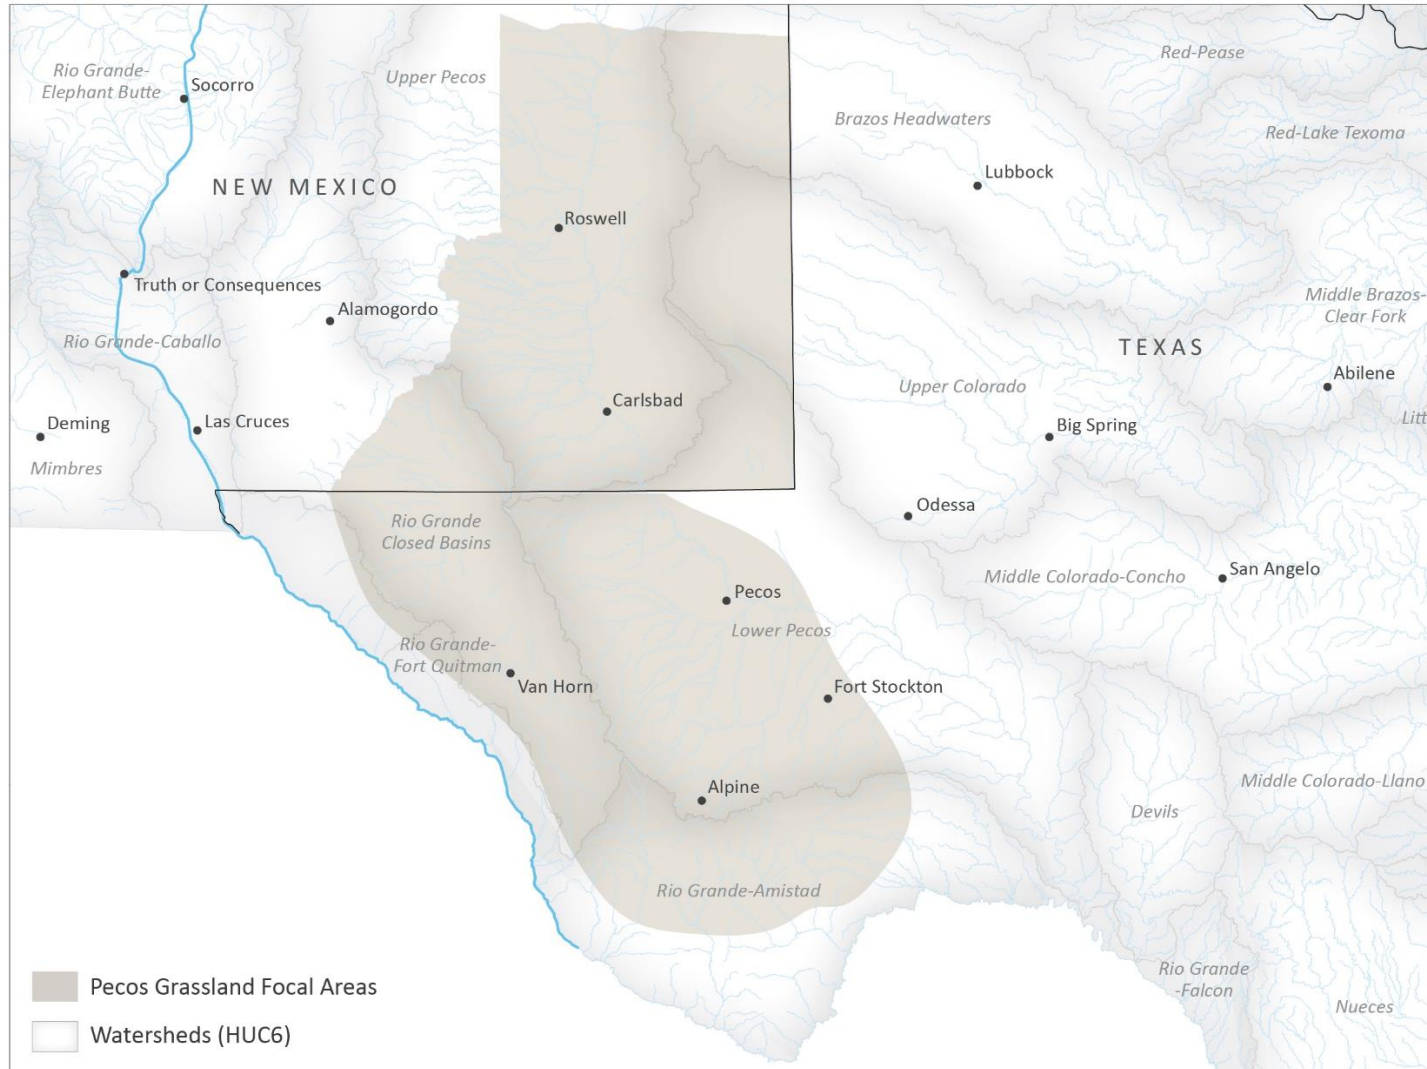 Red-Pease
Rio Grande-
Elephant Butte
Upper Pecos
Socorro
Brazos Headwaters
Red-Lake Texoma
Lubbock
NEW MEXICO
Roswell
Truth or Consequences
Alamogordo
Middle Brazos-
Clear Fork
Rio Grande-Caballo
TEXAS
Abilene
Upper Colorado
Carlsbad
Litt
Deming
Las Cruces
Big Spring
Mimbres
Odessa
Rio Grande
Closed Basins
San Angelo
Middle Colorado-Concho
Pecos
Lower Pecos
Rio Grande-
Fort Quitman
Van Horn
Fort Stockton
Alpine
Middle Colorado-Llano
Devils
Rio Grande-Amistad
Rio Grande
-Falcon
Nueces
Pecos Grassland Focal Areas
Watersheds (HUC6)